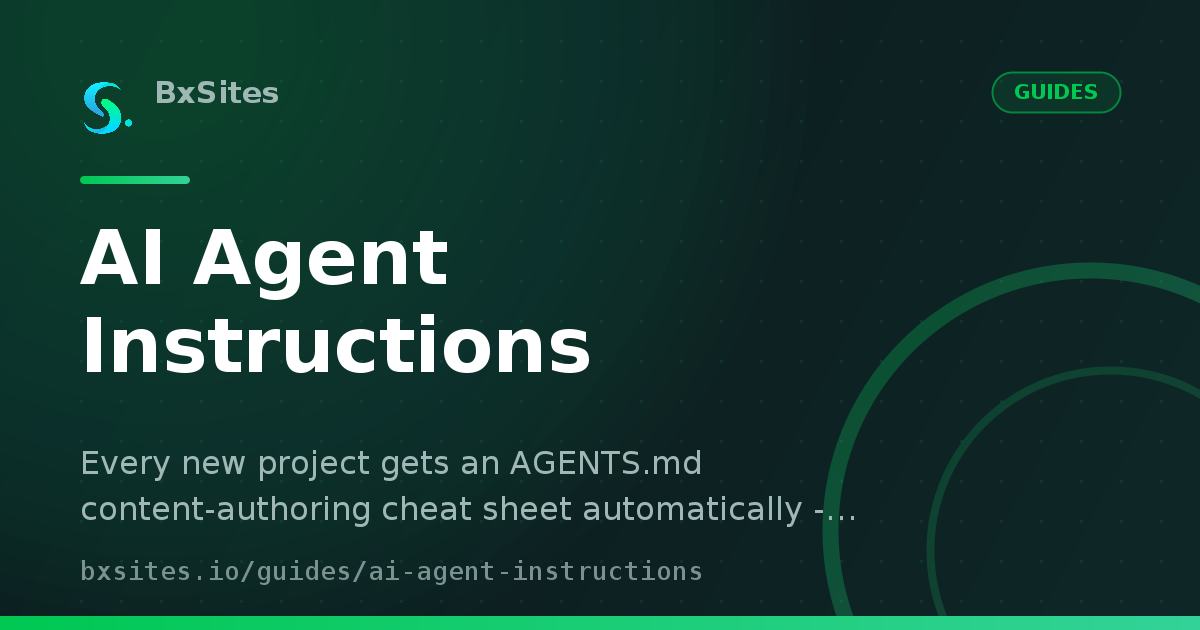 BxSites
GUIDES
AI Agent
Instructions
Every new project gets an AGENTS.md
content-authoring cheat sheet automatically -…
bxsites.io/guides/ai-agent-instructions